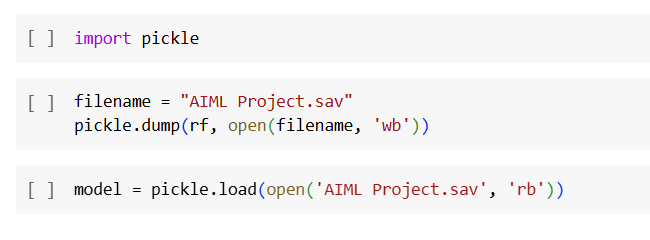 [ ] import pickle
[ ] filename = "AIML Project.sav"
pickle.dump(rf, open(filename, 'wb'))
[ ] model = pickle.load(open('AIML Project.sav', 'rb'))